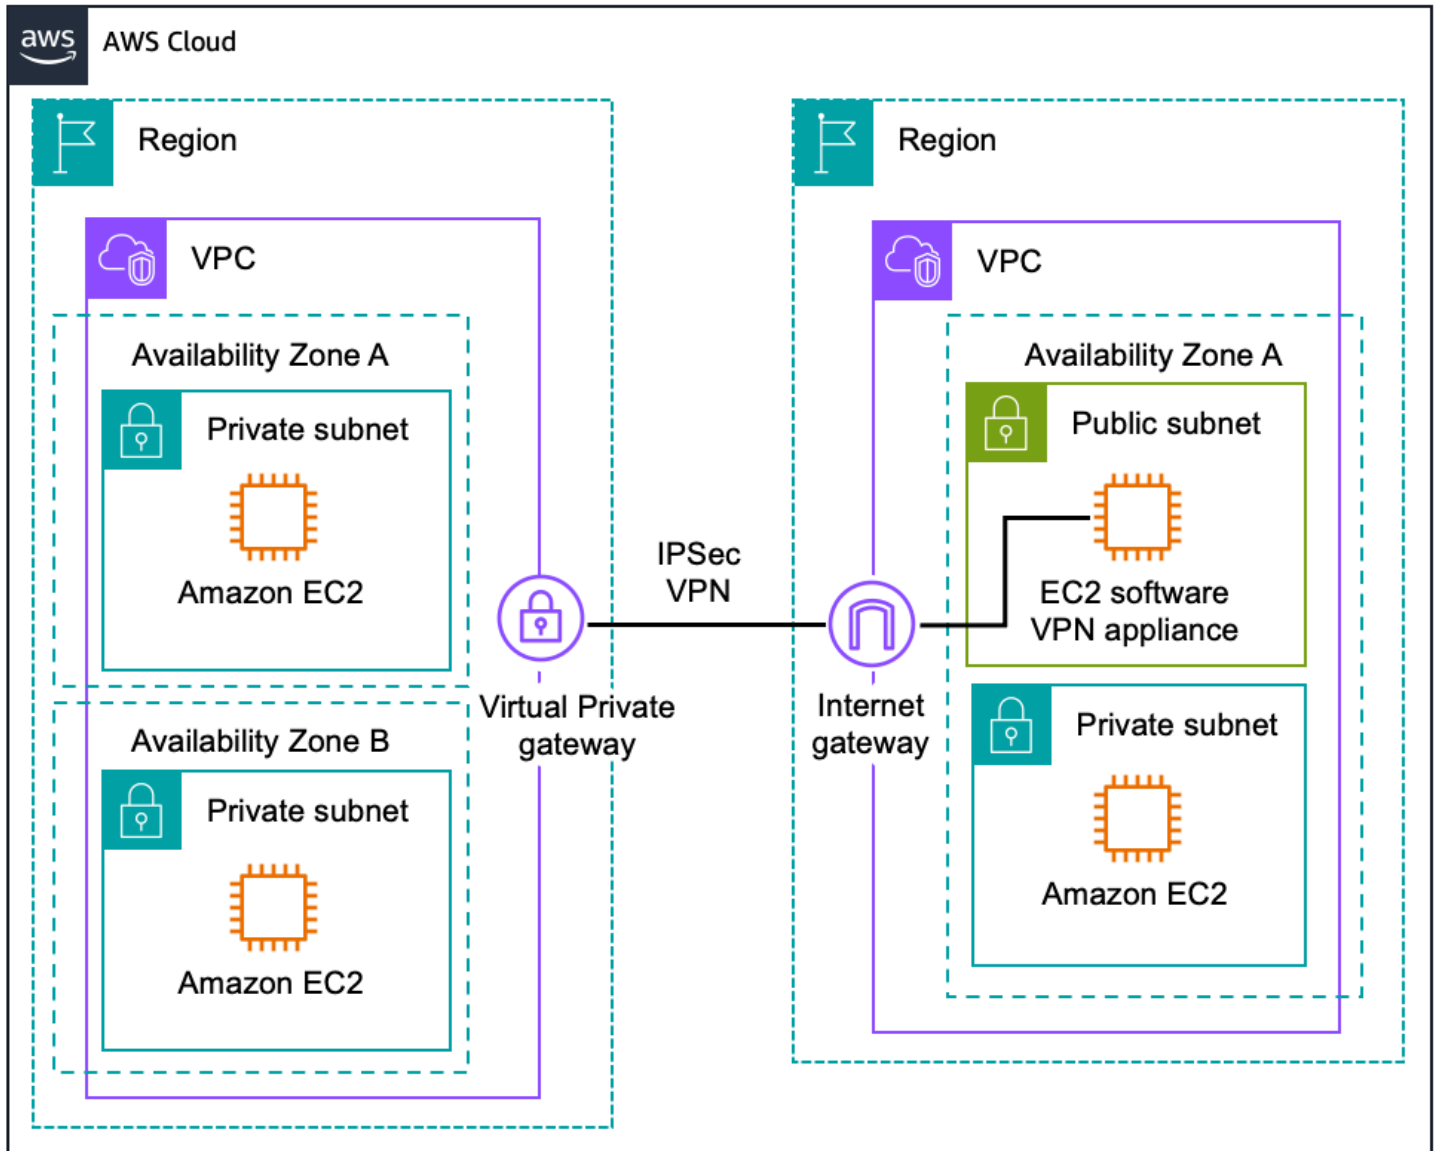 aws
AWS Cloud
Region
VPC
Availability Zone A
Private subnet
Amazon EC2
Availability Zone B
Private subnet
Amazon EC2
Virtual Private
gateway
IPSec
VPN
Internet
gateway
Region
VPC
Availability Zone A
Public subnet
EC2 software
VPN appliance
Private subnet
Amazon EC2